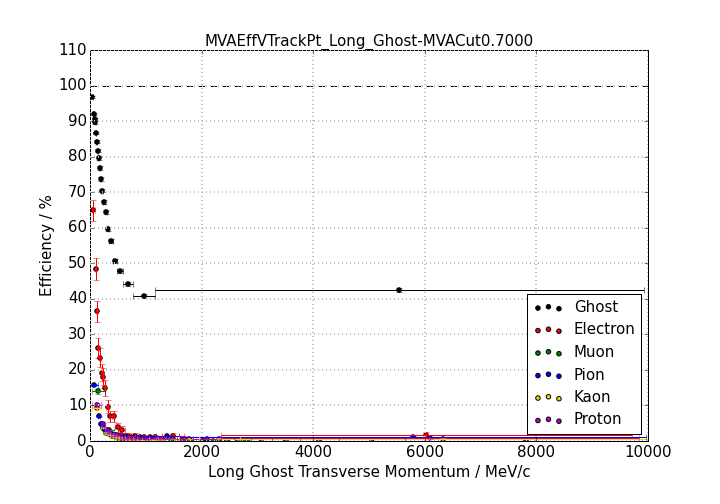 MVAEffVTrackPt_Long_Ghost-MVACut0.7000
110
100
90
80
70
60
50
40
30
20
10
0
Efficiency / %
Ghost
Electron
Muon
Pion
Kaon
Proton
0 2000 4000 6000 8000 10000
Long Ghost Transverse Momentum / MeV/c